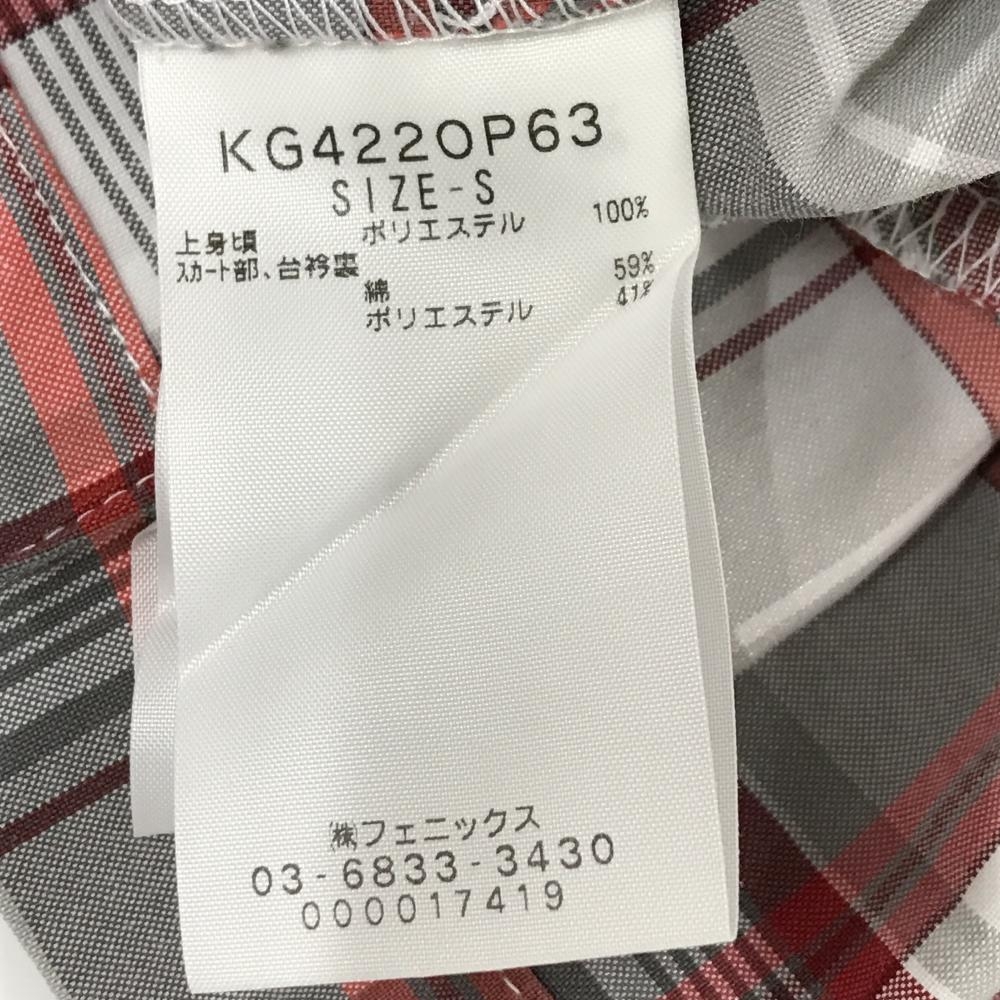 KG422OP63
SIZE-S
上身頃 ポリエステル 100%
スカート部、台衿裏
綿 59%
ポリエステル 41%
㈱フェニックス
03-6833-3430
000017419